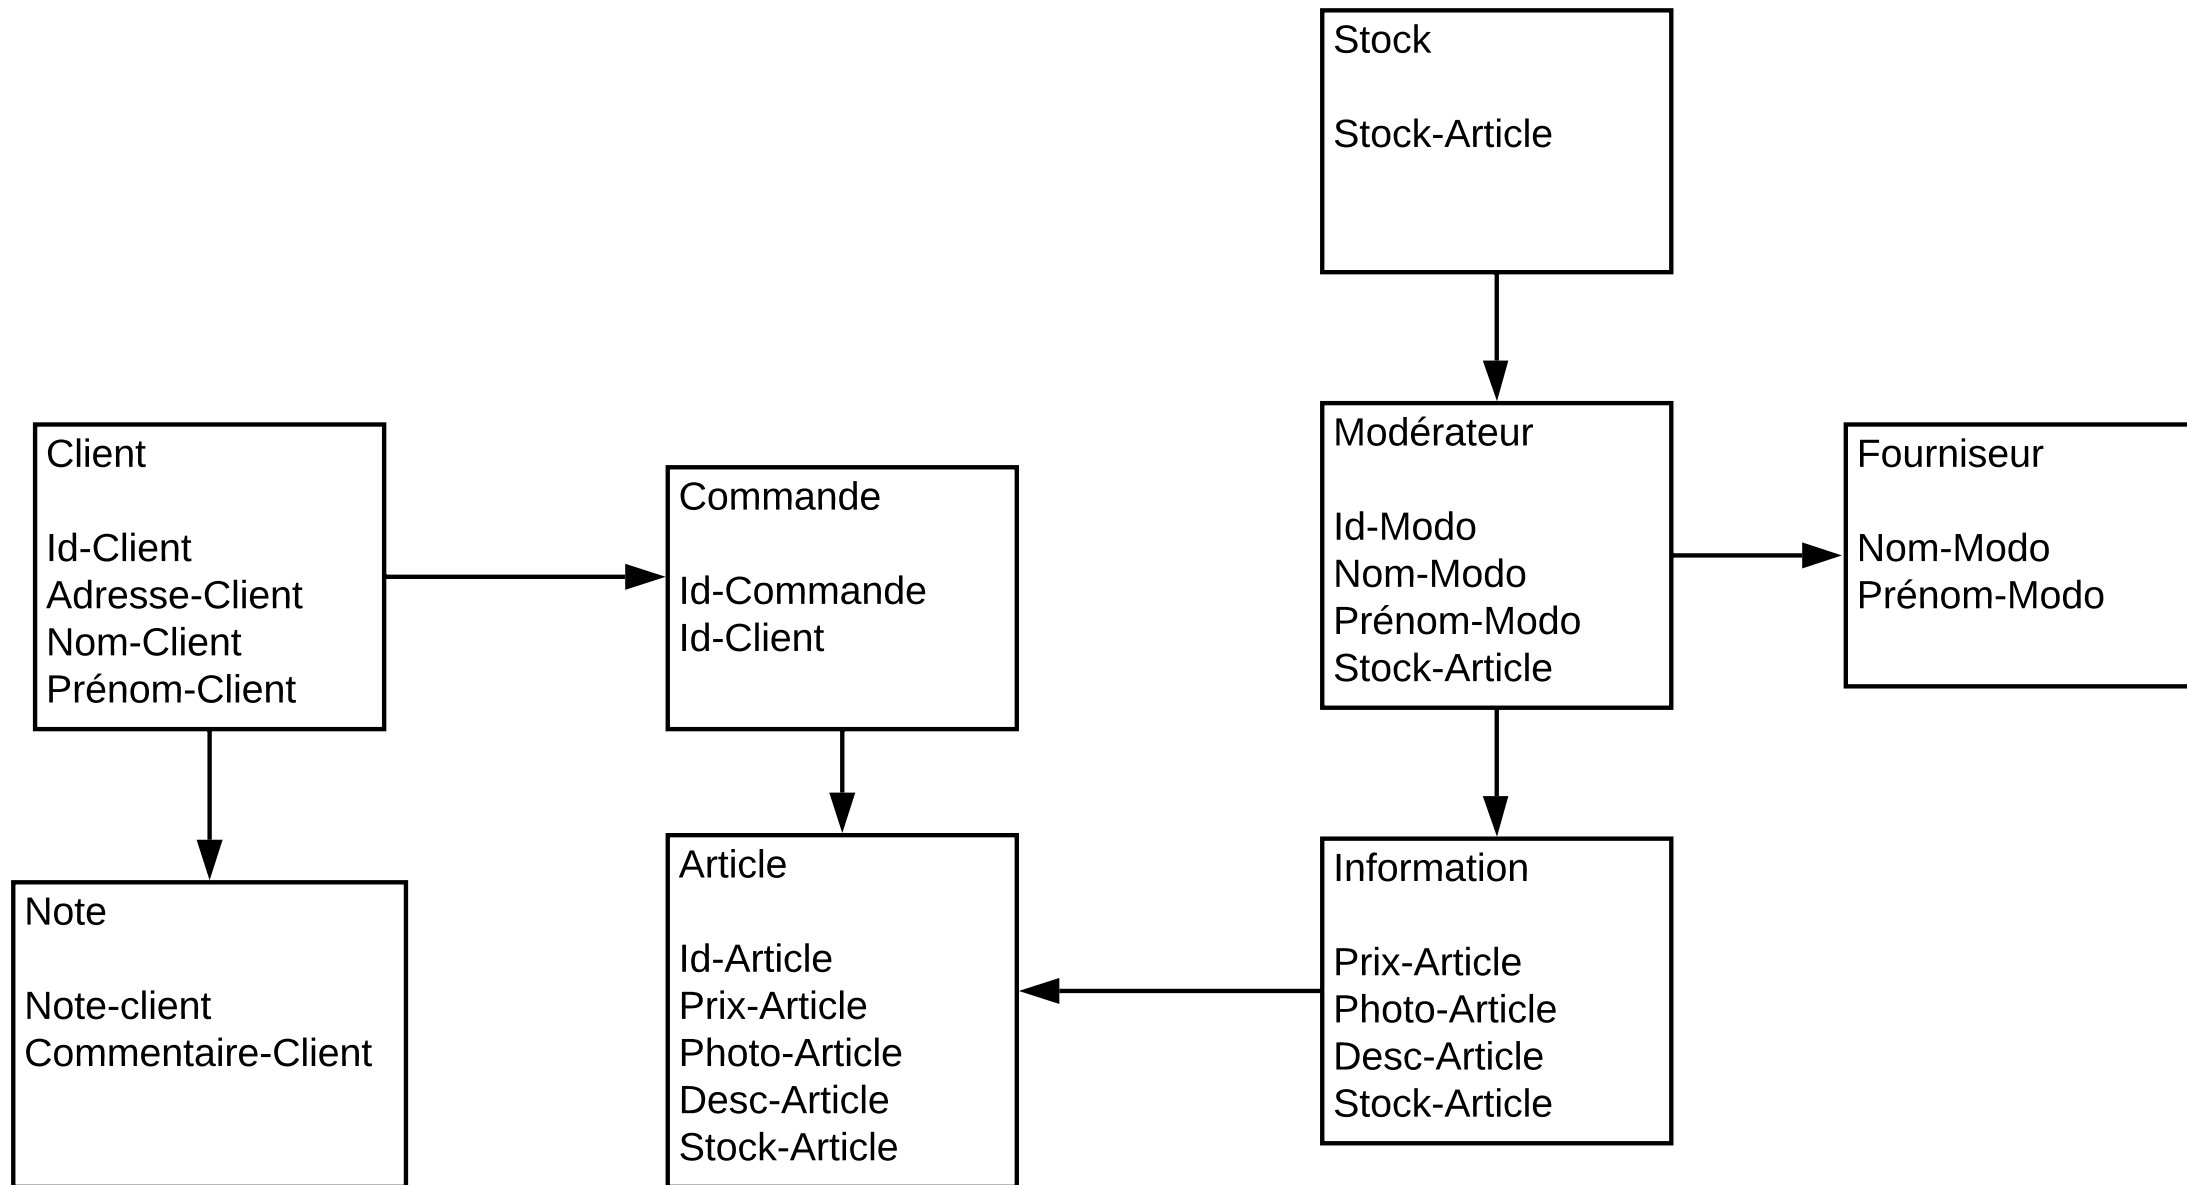 Stock
Stock-Article
Modérateur
Id-Modo
Nom-Modo
Prénom-Modo
Stock-Article
Fourniseur
Nom-Modo
Prénom-Modo
Client
Id-Client
Adresse-Client
Nom-Client
Prénom-Client
Commande
Id-Commande
Id-Client
Note
Note-client
Commentaire-Client
Article
Id-Article
Prix-Article
Photo-Article
Desc-Article
Stock-Article
Information
Prix-Article
Photo-Article
Desc-Article
Stock-Article